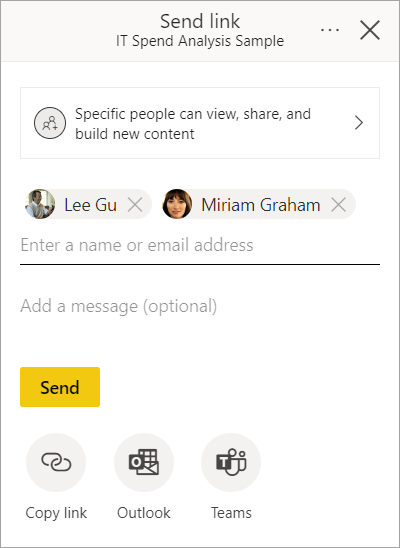 Send link
IT Spend Analysis Sample
Specific people can view, share, and
build new content
Lee Gu
Miriam Graham
Enter a name or email address
Add a message (optional)
Send
Copy link
Outlook
Teams